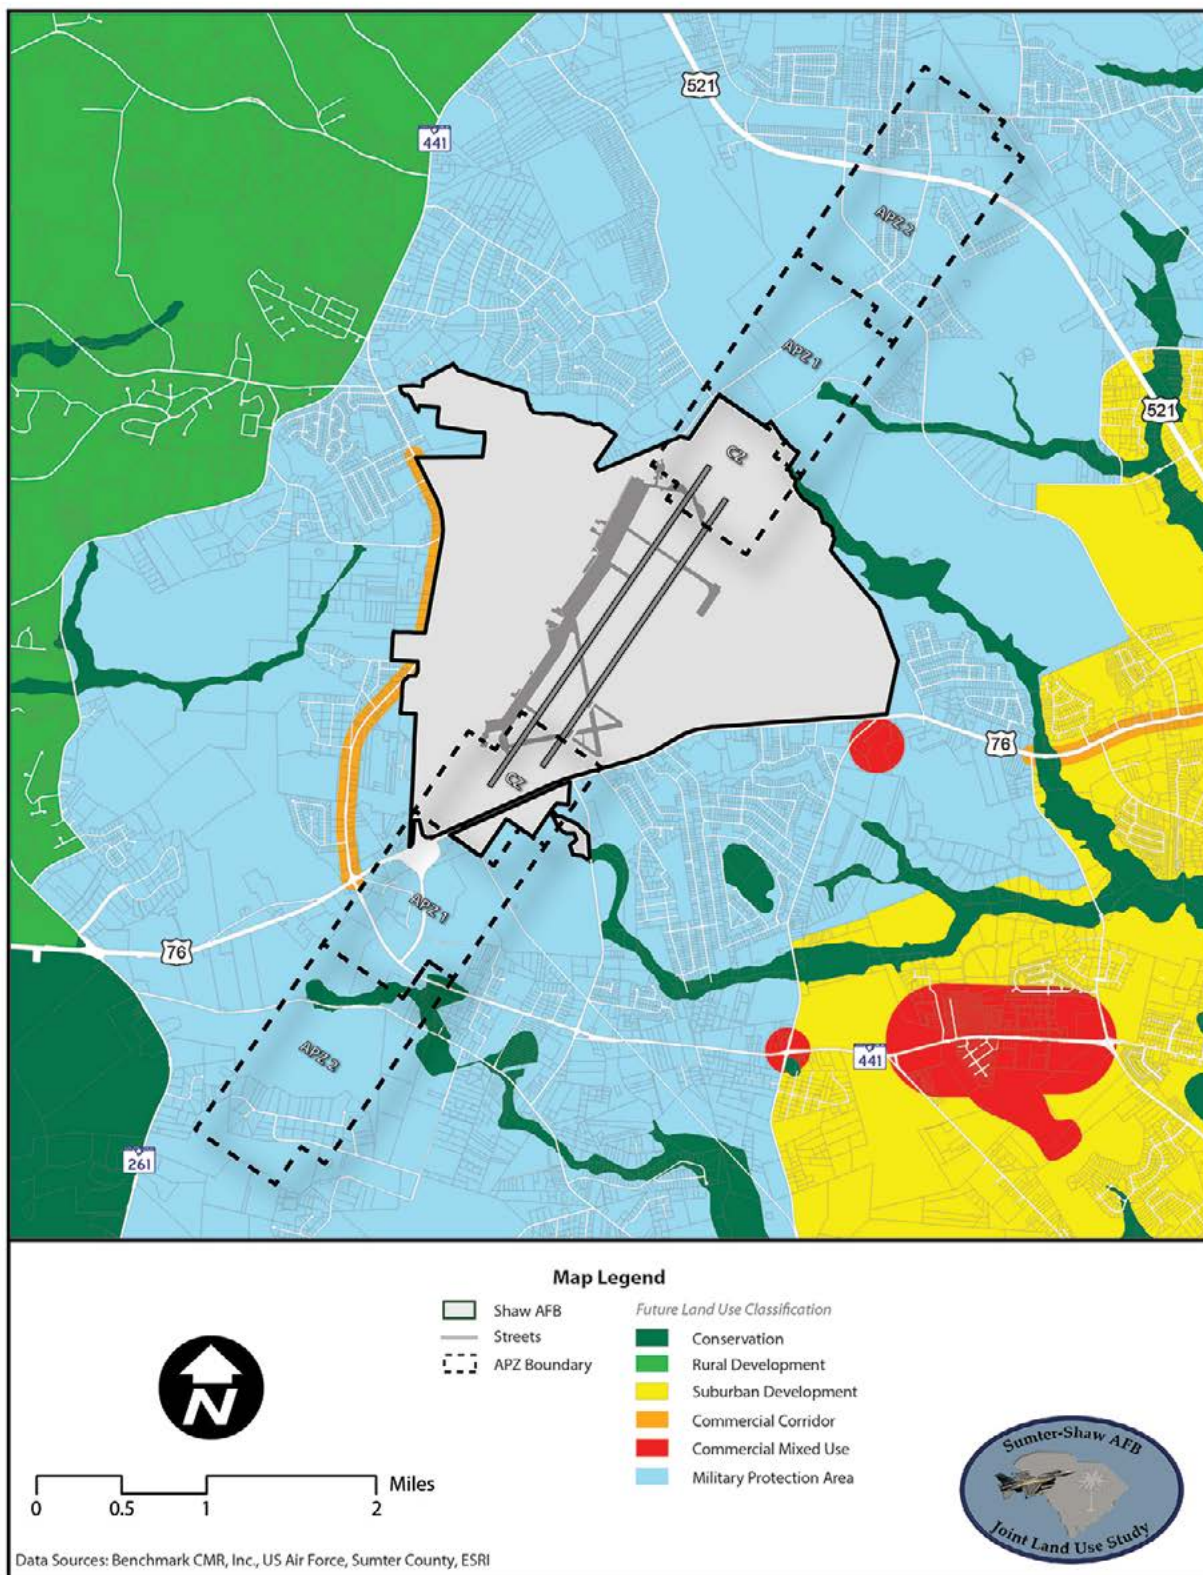 521
441
APZ 2
APZ 1
521
CZ
76
CZ
APZ 1
76
APZ 2
441
261
Map Legend
Shaw AFB
Streets
APZ Boundary
Future Land Use Classification
Conservation
Rural Development
Suburban Development
Commercial Corridor
Commercial Mixed Use
Military Protection Area
N
Miles
0 0.5 1 2
Sumter-Shaw AFB
Joint Land Use Study
Data Sources: Benchmark CMR, Inc., US Air Force, Sumter County, ESRI